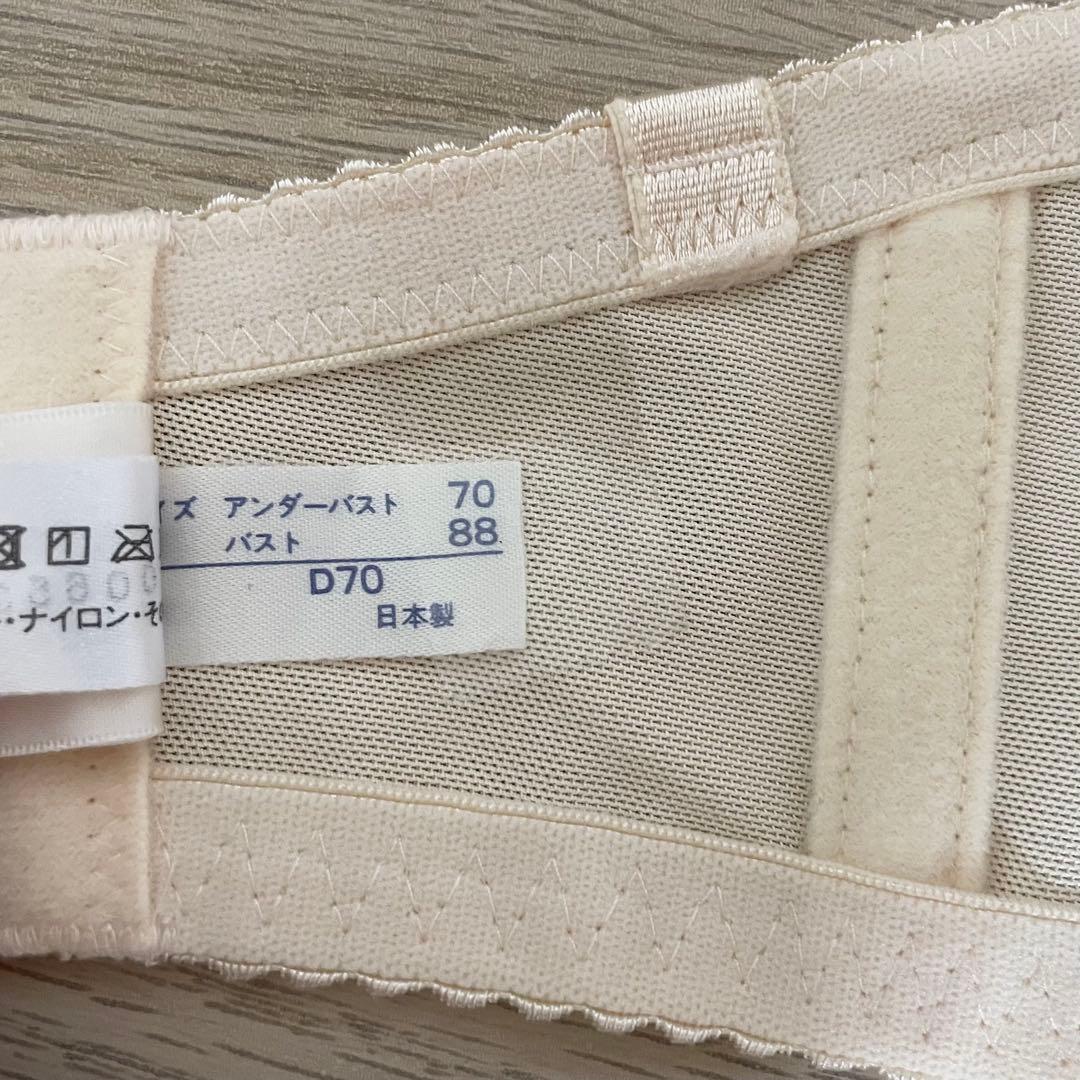 イズ アンダーバスト 70
バスト 88
D70
日本製
・ナイロン・そ